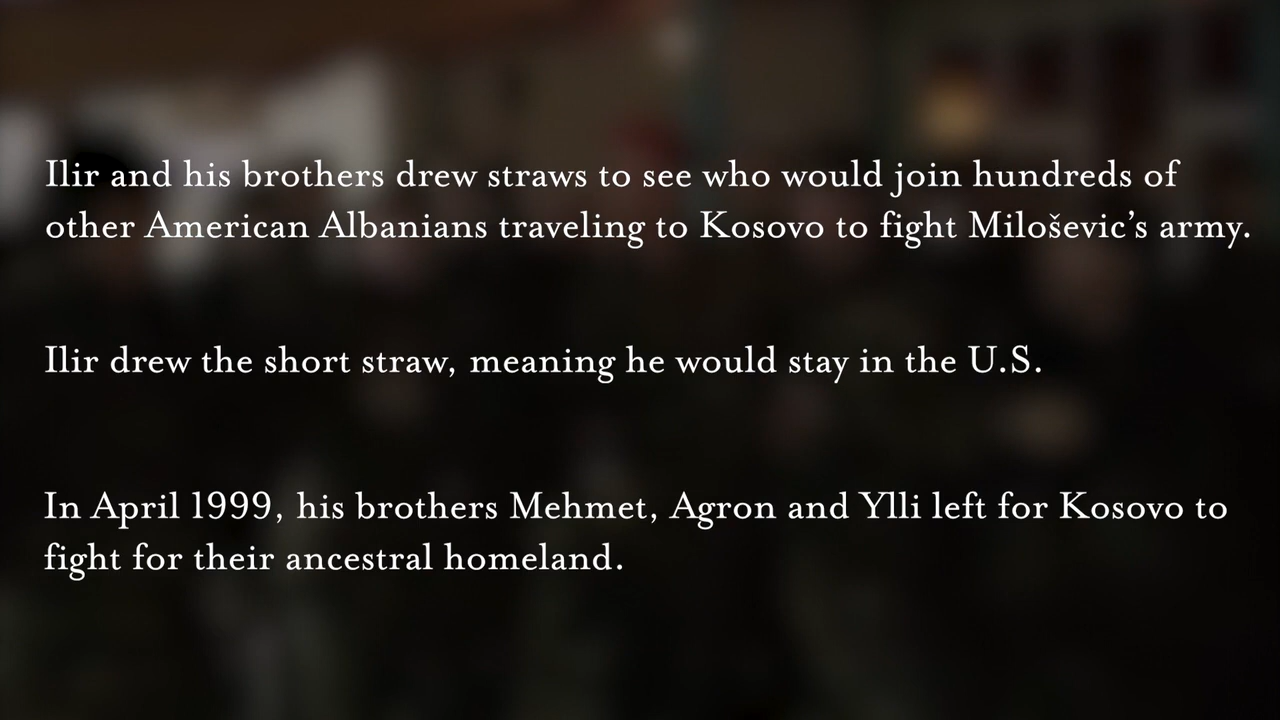 Ilir and his brothers drew straws to see who would join hundreds of
other American Albanians traveling to Kosovo to fight Miloševic’s army.
Ilir drew the short straw, meaning he would stay in the U.S.
In April 1999, his brothers Mehmet, Agron and Ylli left for Kosovo to
fight for their ancestral homeland.